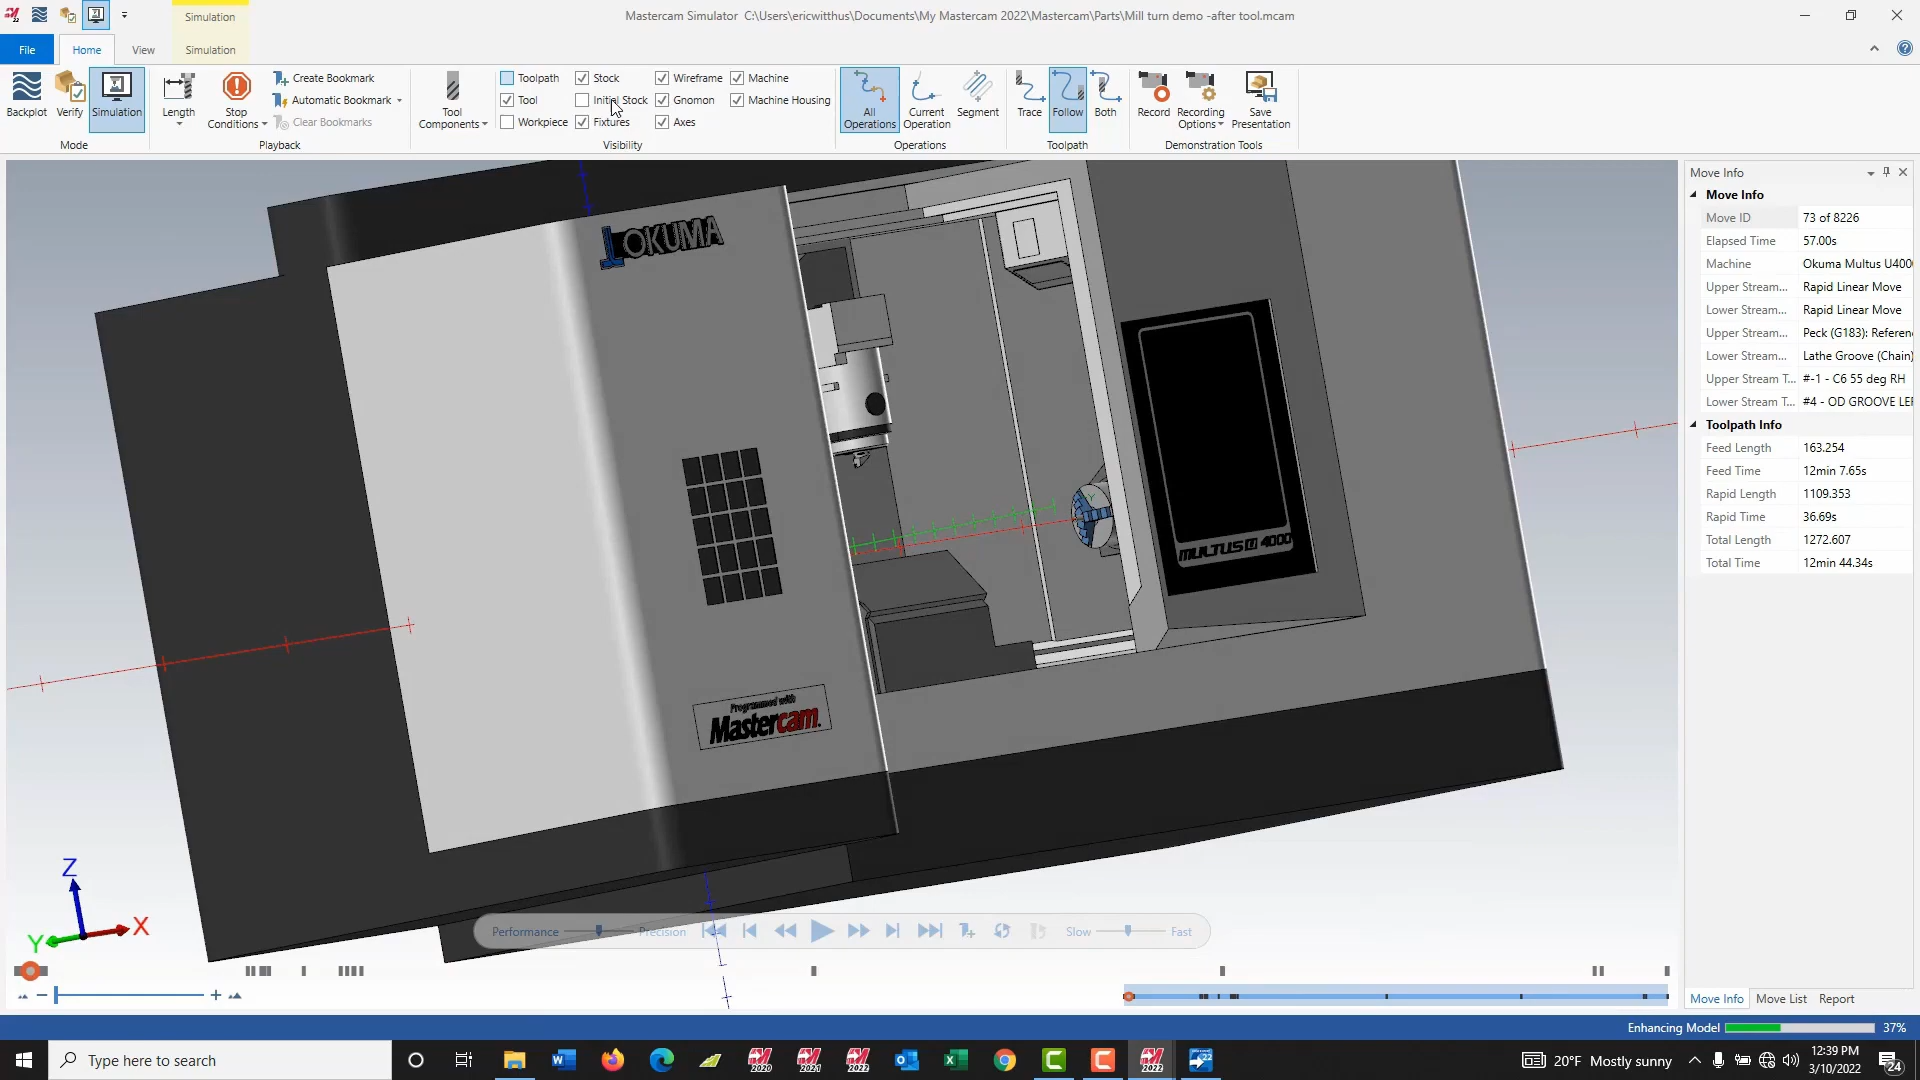 Simulation
Mastercam Simulator C:\Users\ericwitthus\Documents\My Mastercam 2022\Mastercam\Parts\Mill turn demo -after tool.mcam
File
Home
View
Simulation
Backplot
Verify
Simulation
Mode
Length
Stop
Conditions
Create Bookmark
Automatic Bookmark
Clear Bookmarks
Playback
Tool
Components
Toolpath
Tool
Workpiece
Stock
Initial Stock
Fixtures
Wireframe
Gnomon
Axes
Machine
Machine Housing
Visibility
All
Operations
Current
Operation
Segment
Operations
Trace
Follow
Both
Toolpath
Record
Recording
Options
Save
Presentation
Demonstration Tools
OKUMA
MULTUS U 4000
Programmed with
Mastercam.
Y
Z
X
Y
Performance
Precision
Slow
Fast
Move Info
Move Info
Move ID 73 of 8226
Elapsed Time 57.00s
Machine Okuma Multus U400
Upper Stream... Rapid Linear Move
Lower Stream... Rapid Linear Move
Upper Stream... Peck (G183): Referen
Lower Stream... Lathe Groove (Chain)
Upper Stream T... #-1 - C6 55 deg RH
Lower Stream T... #4 - OD GROOVE LEF
Toolpath Info
Feed Length 163.254
Feed Time 12min 7.65s
Rapid Length 1109.353
Rapid Time 36.69s
Total Length 1272.607
Total Time 12min 44.34s
Move Info
Move List
Report
Enhancing Model 37%
Type here to search
2020
2021
2022
2022
22
20°F Mostly sunny
12:39 PM
3/10/2022
24